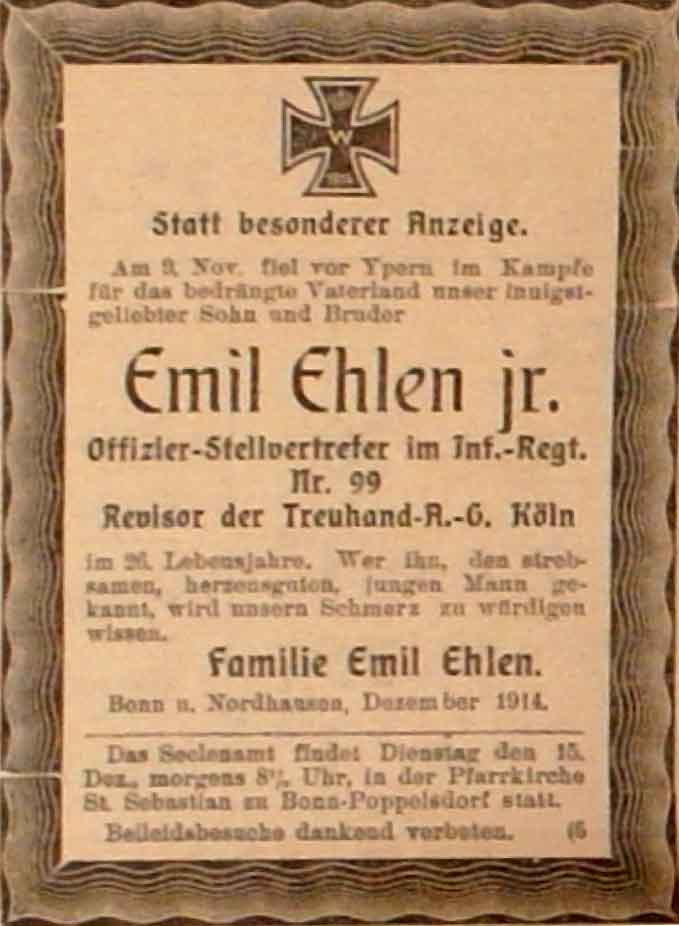 W
Statt besonderer Anzeige.
Am 9. Nov. fiel vor Ypern im Kampfe
für das bedrängte Vaterland unser innigst-
geliebter Sohn und Bruder
Emil Ehlen jr.
Offizier-Stellvertreter im Inf.-Regt.
Nr. 99
Revisor der Treuhand-A.-G. Köln
im 26. Lebensjahre. Wer ihn, den streb-
samen, herzensguten, jungen Mann ge-
kannt, wird unsern Schmerz zu würdigen
wissen.
Familie Emil Ehlen.
Bonn u. Nordhausen, Dezember 1914.
Das Seelenamt findet Dienstag den 15.
Dez., morgens 8½ Uhr, in der Pfarrkirche
St. Sebastian zu Bonn-Poppelsdorf statt.
Beileidsbesuche dankend verbeten. (6